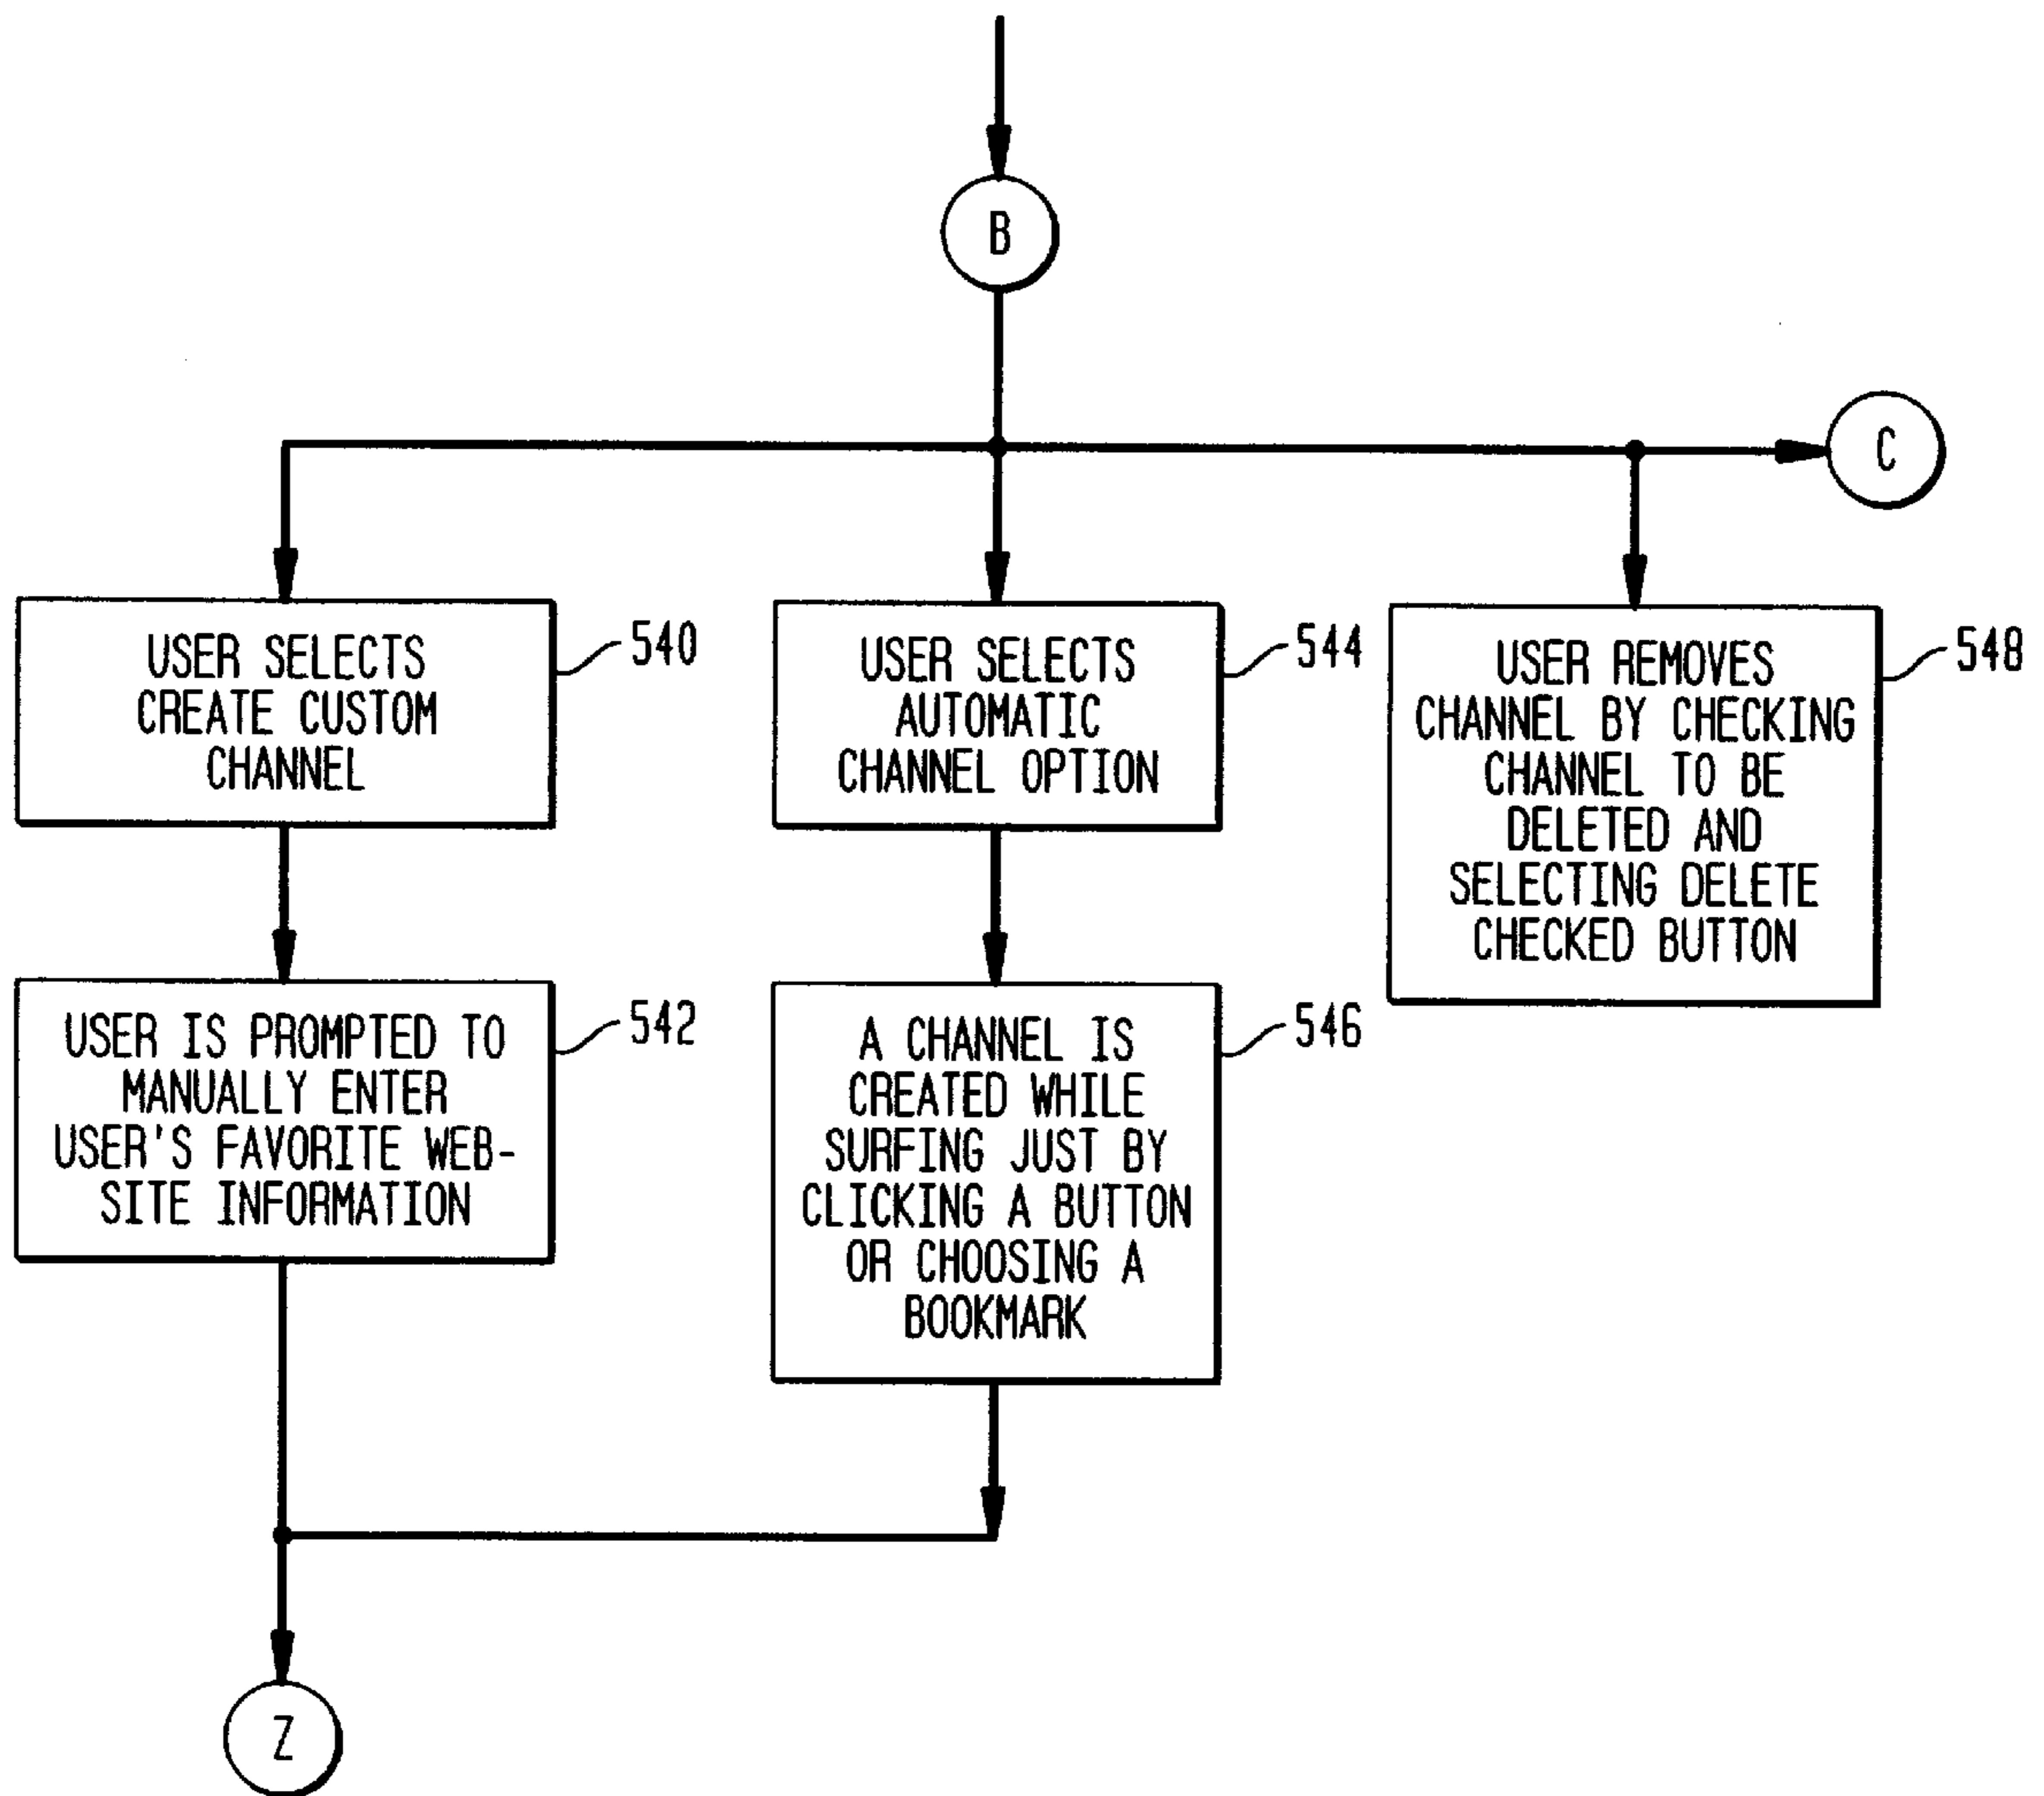 B
C
USER SELECTS
CREATE CUSTOM
CHANNEL
540
USER SELECTS
AUTOMATIC
CHANNEL OPTION
544
USER REMOVES
CHANNEL BY CHECKING
CHANNEL TO BE
DELETED AND
SELECTING DELETE
CHECKED BUTTON
548
USER IS PROMPTED TO
MANUALLY ENTER
USER'S FAVORITE WEB-
SITE INFORMATION
542
A CHANNEL IS
CREATED WHILE
SURFING JUST BY
CLICKING A BUTTON
OR CHOOSING A
BOOKMARK
546
Z